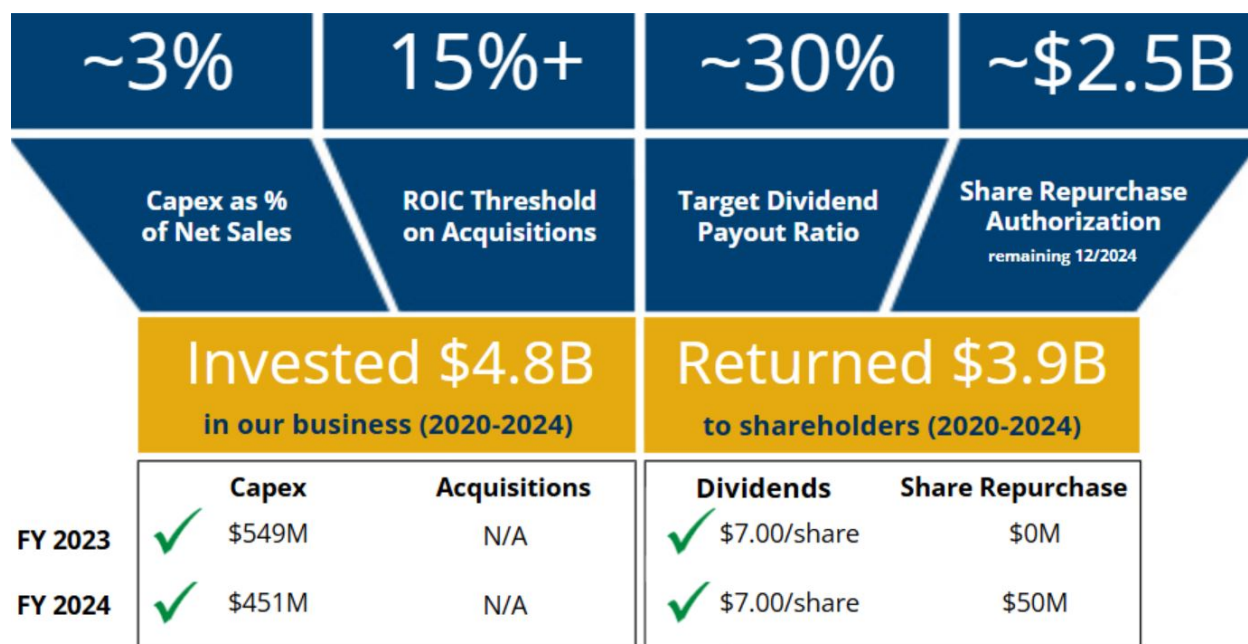 ~3% 15%+ ~30% ~$2.5B
Capex as %
of Net Sales
ROIC Threshold
on Acquisitions
Target Dividend
Payout Ratio
Share Repurchase
Authorization
remaining 12/2024
Invested $4.8B
in our business (2020-2024)
Returned $3.9B
to shareholders (2020-2024)
Capex Acquisitions Dividends Share Repurchase
FY 2023 $549M N/A $7.00/share $0M
FY 2024 $451M N/A $7.00/share $50M